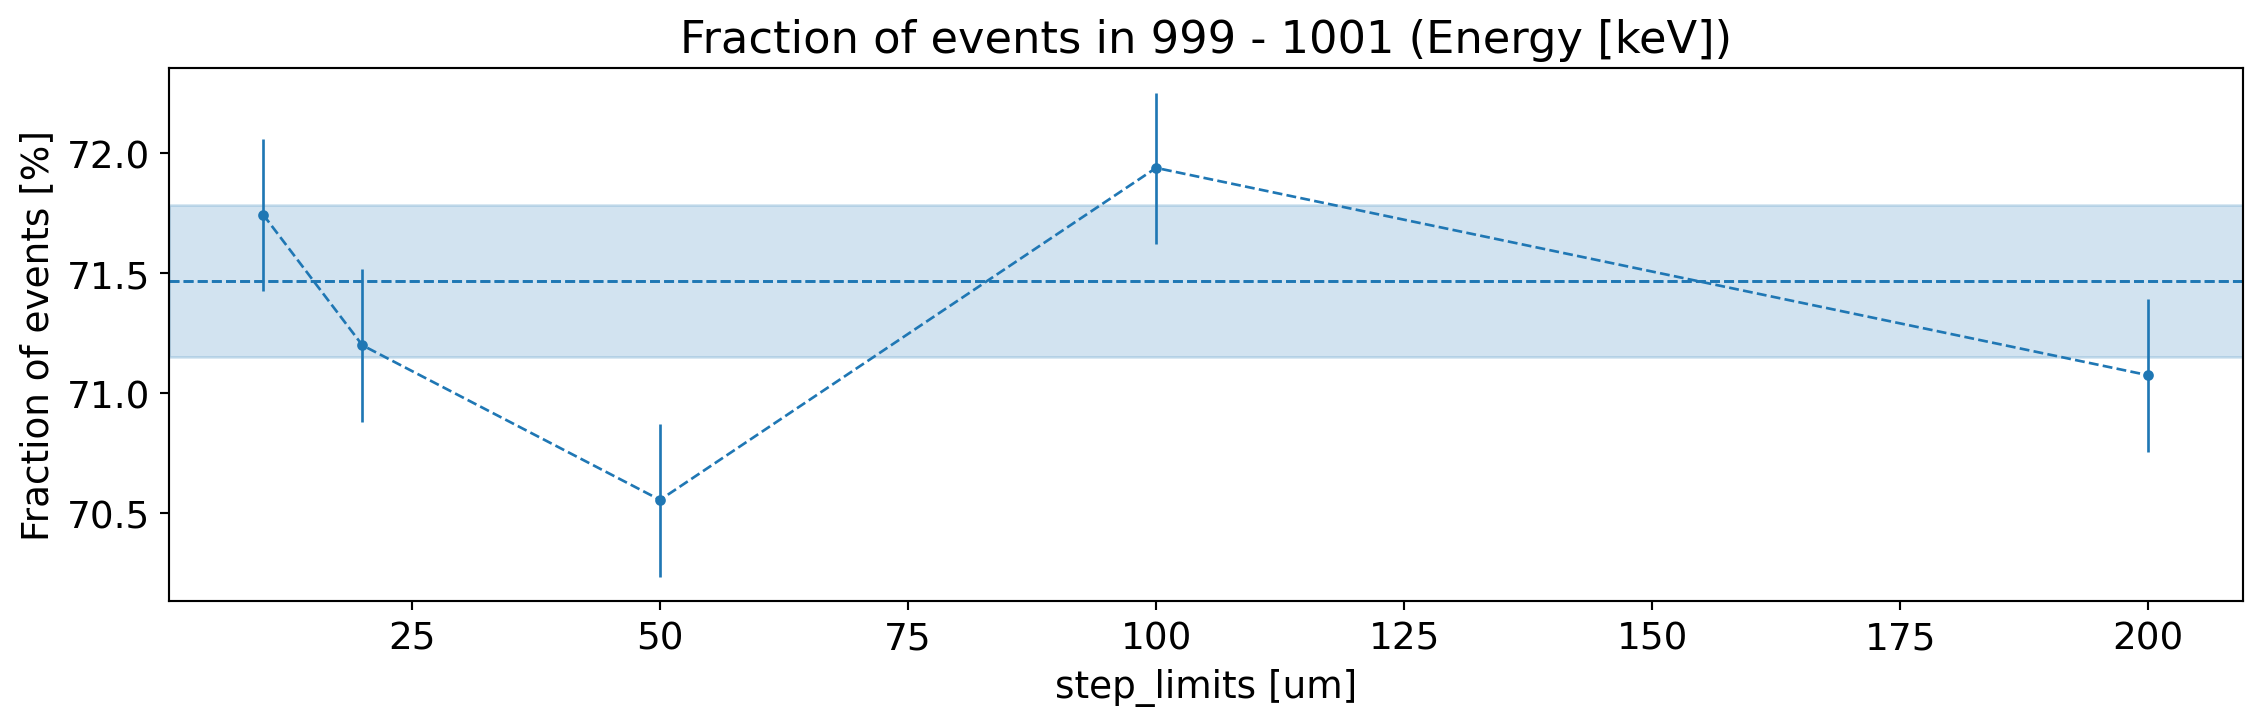 Fraction of events in 999 - 1001 (Energy [keV])
Fraction of events [%]
72.0
71.5
71.0
70.5
25 50 75 100 125 150 175 200
step_limits [um]